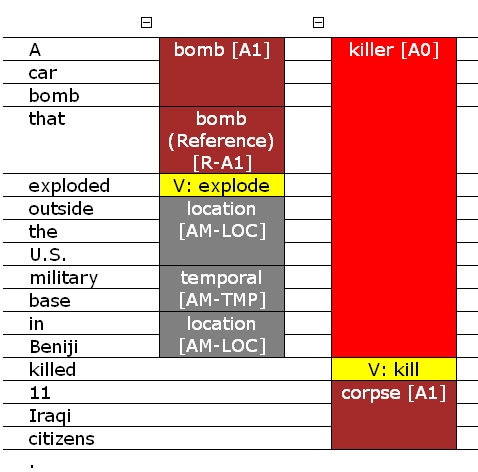 A bomb [A1] killer [A0]
car
bomb
that bomb
(Reference)
[R-A1]
exploded V: explode
outside location
the [AM-LOC]
U.S.
military temporal
base [AM-TMP]
in location
Beniji [AM-LOC]
killed V: kill
11 corpse [A1]
Iraqi
citizens
.